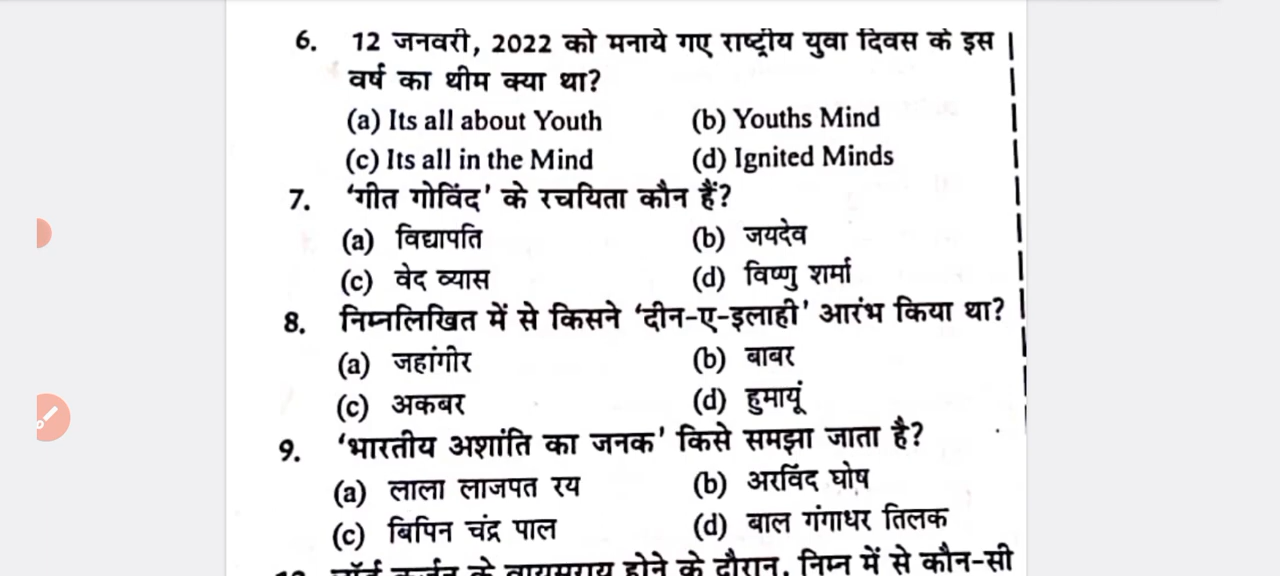 6. 12 जनवरी, 2022 को मनाये गए राष्ट्रीय युवा दिवस के इस
वर्ष का थीम क्या था?
(a) Its all about Youth (b) Youths Mind
(c) Its all in the Mind (d) Ignited Minds
7. 'गीत गोविंद' के रचयिता कौन हैं?
(a) विद्यापति (b) जयदेव
(c) वेद व्यास (d) विष्णु शर्मा
8. निम्नलिखित में से किसने 'दीन-ए-इलाही' आरंभ किया था?
(a) जहांगीर (b) बाबर
(c) अकबर (d) हुमायूं
9. 'भारतीय अशांति का जनक' किसे समझा जाता है?
(a) लाला लाजपत रय (b) अरविंद घोष
(c) बिपिन चंद्र पाल (d) बाल गंगाधर तिलक
के वायसराय होने के दौरान, निम्न में से कौन-सी